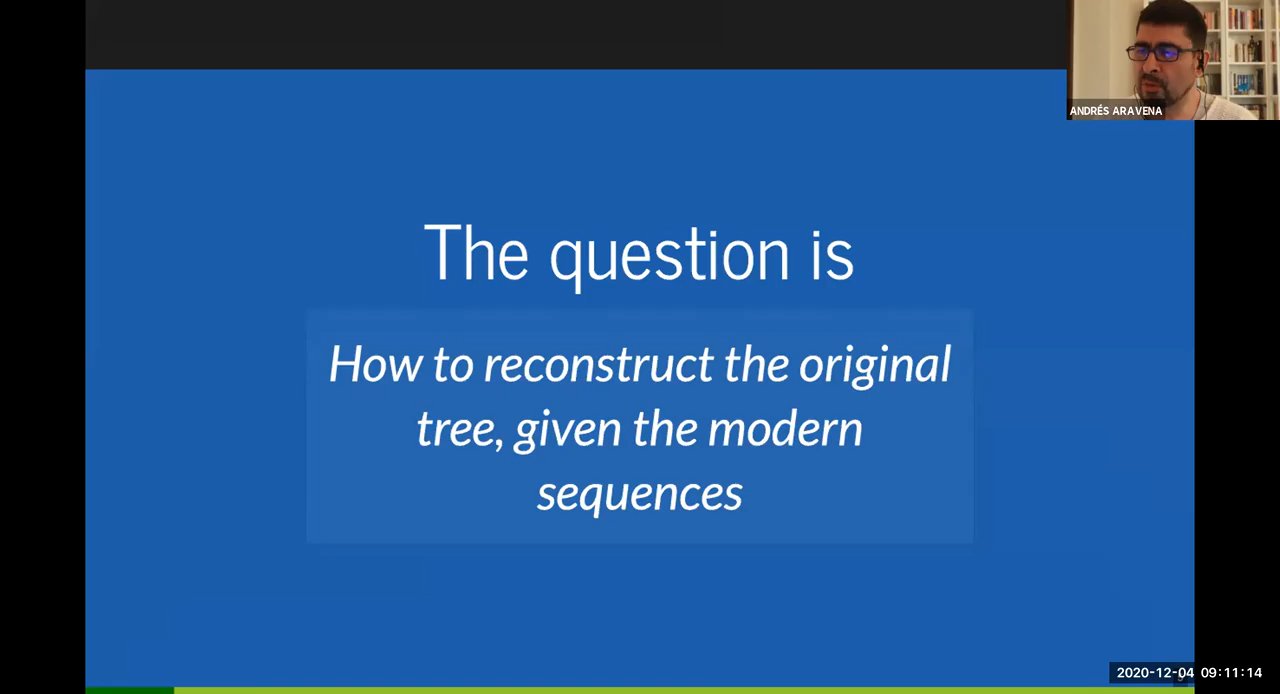 ANDRÉS ARAVENA
The question is
How to reconstruct the original
tree, given the modern
sequences
2020-12-04 09:11:14